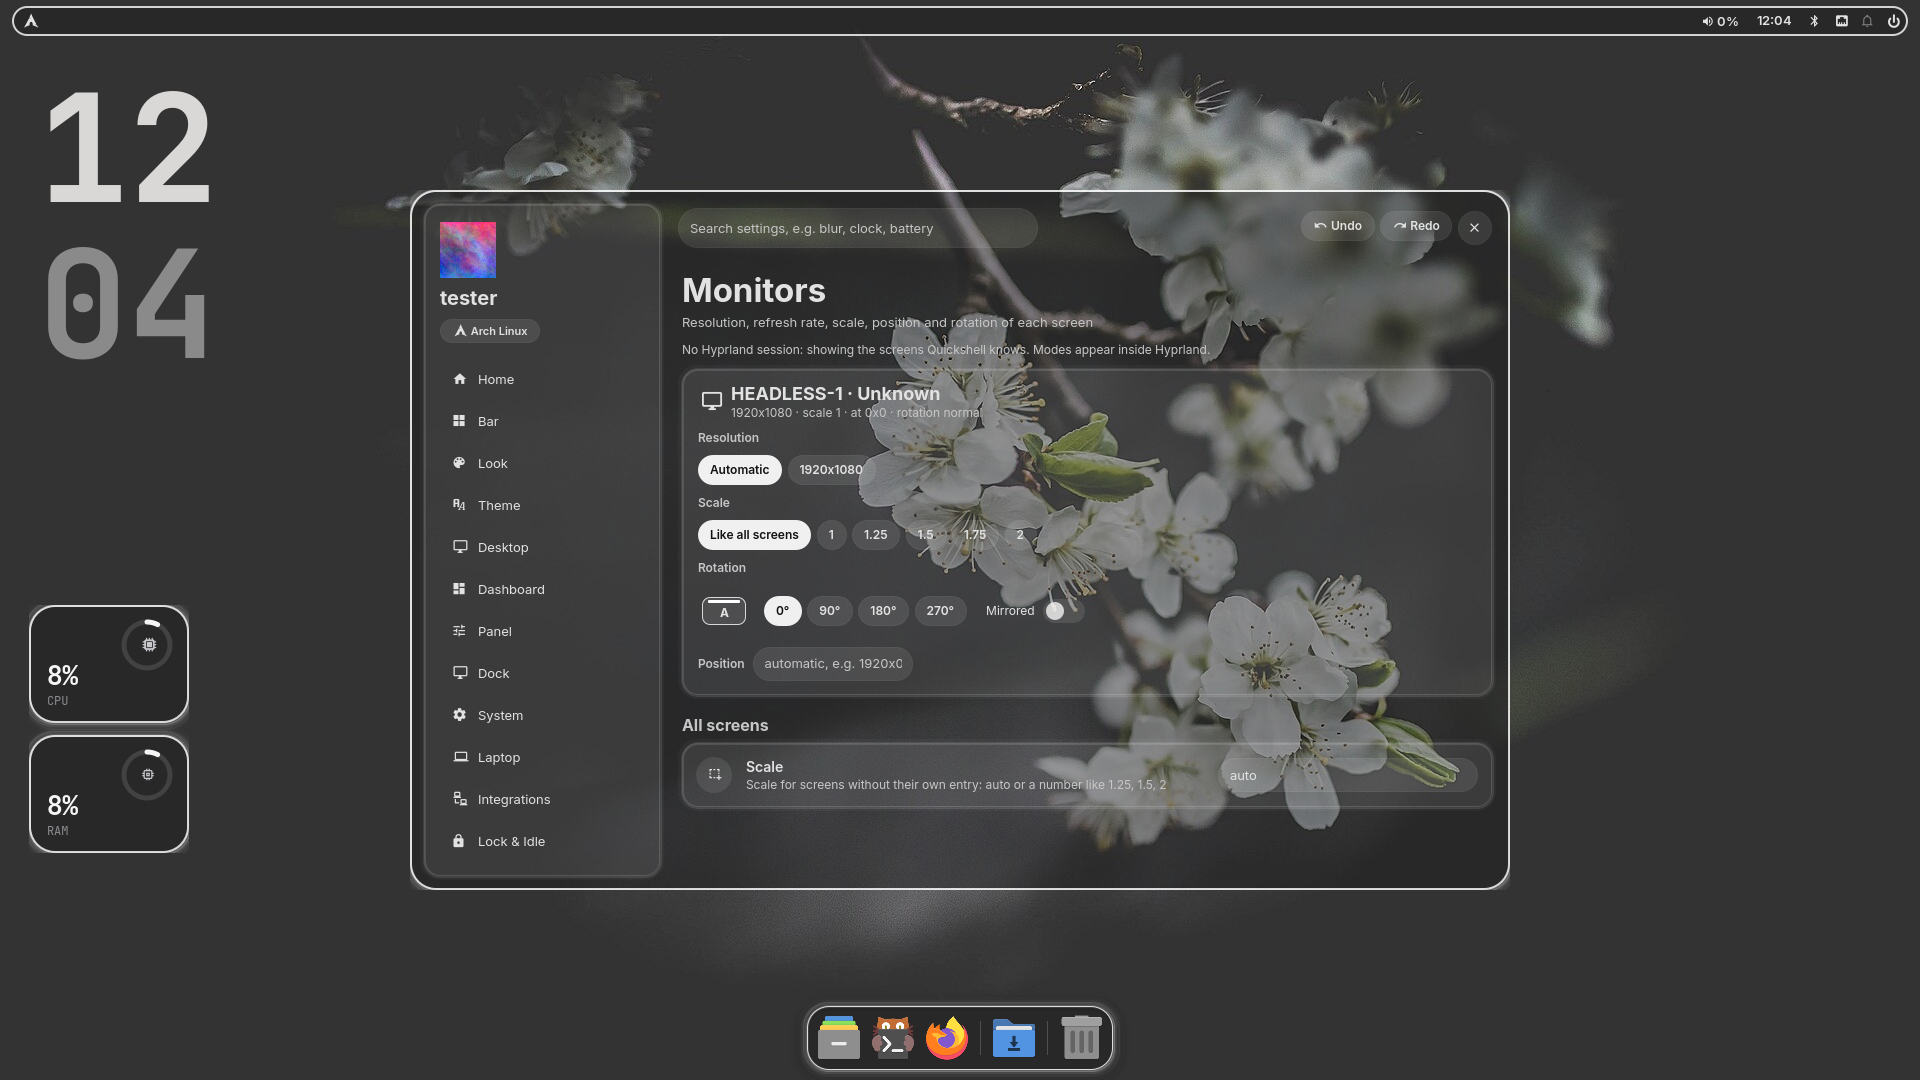 0%
12:04
12
04
8%
CPU
8%
RAM
tester
Arch Linux
Home
Bar
Look
Theme
Desktop
Dashboard
Panel
Dock
System
Laptop
Integrations
Lock & Idle
Search settings, e.g. blur, clock, battery
Undo
Redo
Monitors
Resolution, refresh rate, scale, position and rotation of each screen
No Hyprland session: showing the screens Quickshell knows. Modes appear inside Hyprland.
HEADLESS-1 · Unknown
1920x1080 · scale 1 · at 0x0 · rotation normal
Resolution
Automatic 1920x1080
Scale
Like all screens 1 1.25 1.5 1.75 2
Rotation
A 0° 90° 180° 270° Mirrored
Position automatic, e.g. 1920x0
All screens
Scale
Scale for screens without their own entry: auto or a number like 1.25, 1.5, 2
auto